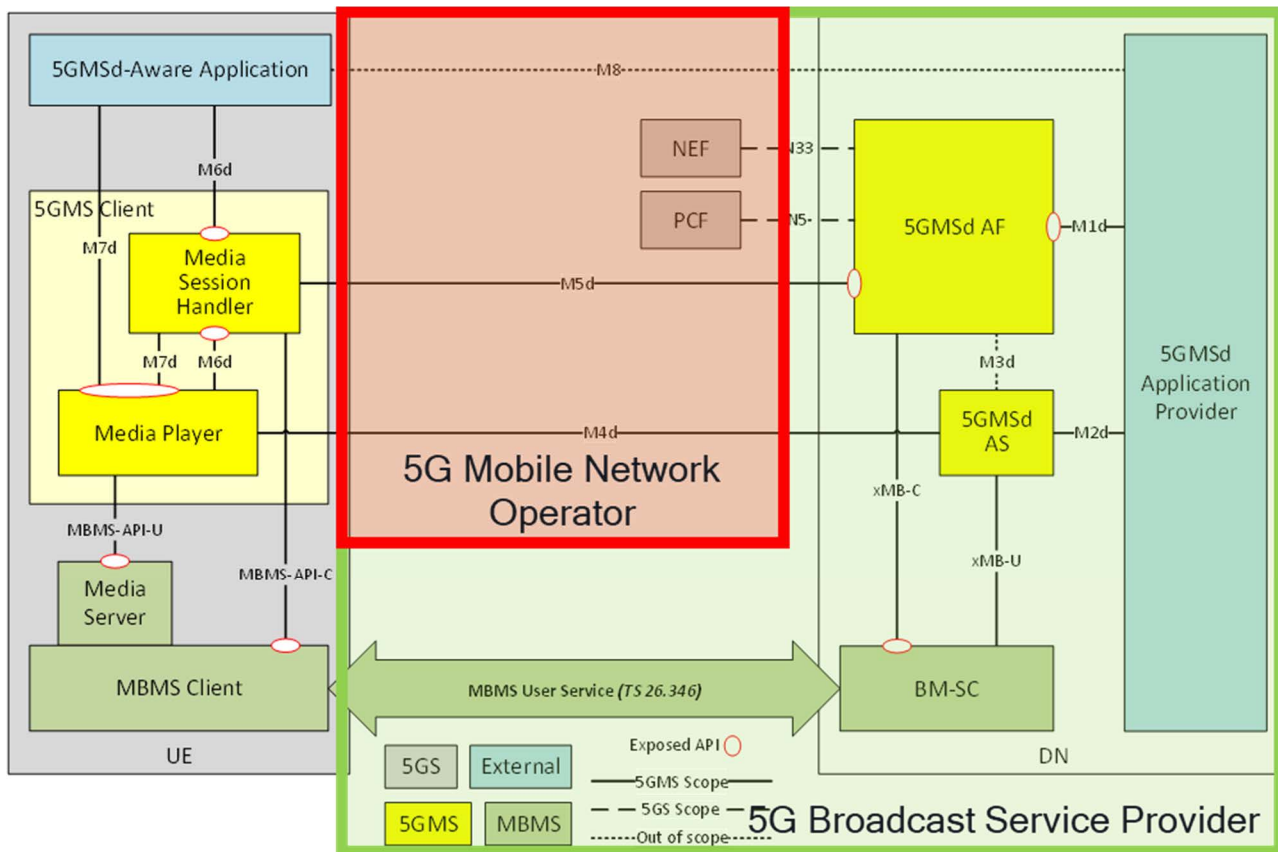 5GMSd-Aware Application
M8
NEF
N33
M6d
PCF
N5-
5GMSd AF
M1d
5GMS Client
M7d
Media
Session
Handler
M5d
M7d
M6d
M3d
5GMSd
Application
Provider
Media Player
M4d
5GMSd
AS
M2d
5G Mobile Network
Operator
xMB-C
MBMS-API-U
MBMS-API-C
xMB-U
Media
Server
MBMS Client
MBMS User Service (TS 26.346)
BM-SC
UE
DN
5GS
External
Exposed API
5GMS Scope
5GS Scope
5GMS
MBMS
Out of scope
5G Broadcast Service Provider